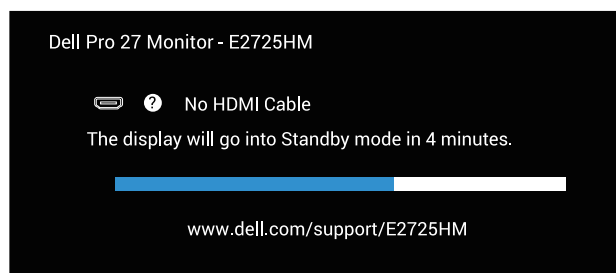 Dell Pro 27 Monitor - E2725HM
? No HDMI Cable
The display will go into Standby mode in 4 minutes.
www.dell.com/support/E2725HM